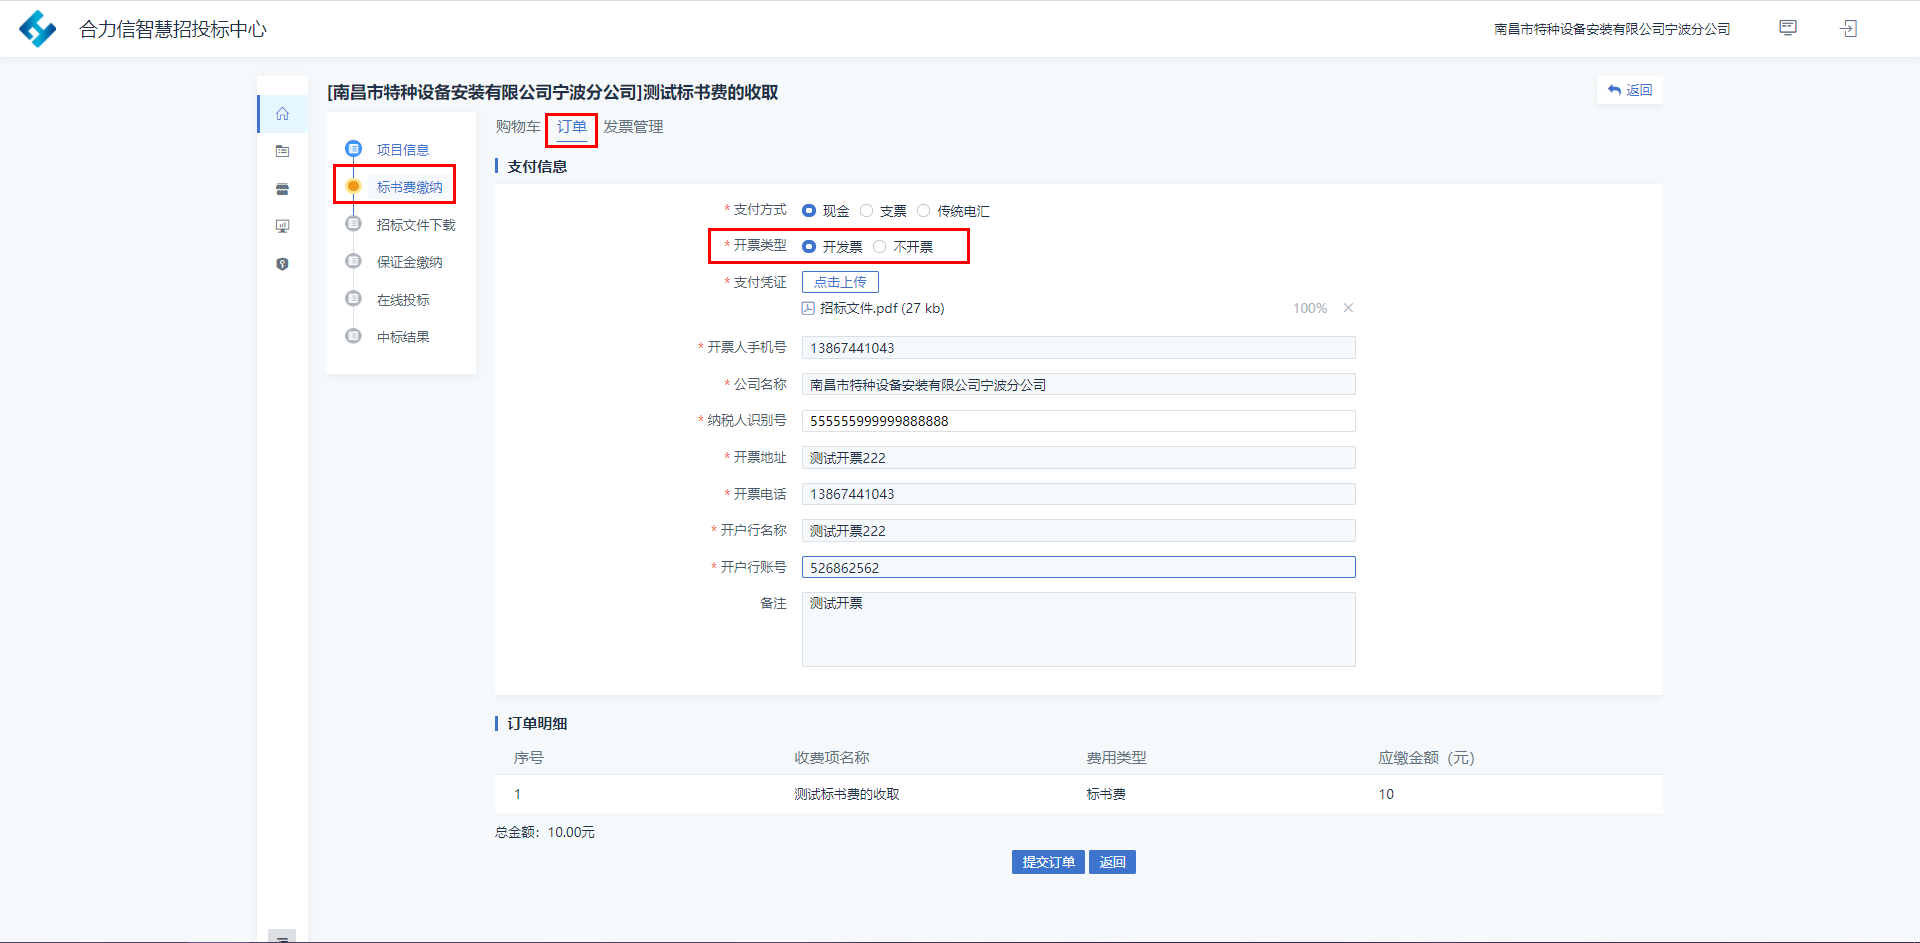 合力信智慧招投标中心
南昌市特种设备安装有限公司宁波分公司
[南昌市特种设备安装有限公司宁波分公司]测试标书费的收取
返回
项目信息
标书费缴纳
招标文件下载
保证金缴纳
在线投标
中标结果
购物车 订单 发票管理
支付信息
* 支付方式 现金 支票 传统电汇
* 开票类型 开发票 不开票
* 支付凭证 点击上传
招标文件.pdf (27 kb) 100% ×
* 开票人手机号 13867441043
* 公司名称 南昌市特种设备安装有限公司宁波分公司
* 纳税人识别号 555555999999888888
* 开票地址 测试开票222
* 开票电话 13867441043
* 开户行名称 测试开票222
* 开户行账号 526862562
备注 测试开票
订单明细
序号 收费项名称 费用类型 应缴金额（元）
1 测试标书费的收取 标书费 10
总金额：10.00元
提交订单 返回